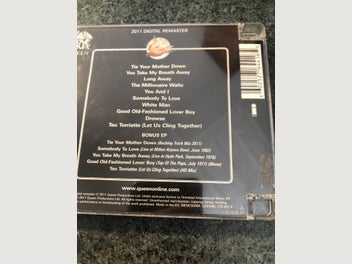 2011 DIGITAL REMASTER
QUEEN
Tie Your Mother Down
You Take My Breath Away
Long Away
The Millionaire Waltz
You And I
Somebody To Love
White Man
Good Old-Fashioned Lover Boy
Drowse
Teo Torriatte (Let Us Cling Together)
BONUS EP
Tie Your Mother Down (Backing Track Mix 2011)
Somebody To Love (Live at Milton Keynes Bowl, June 1982)
You Take My Breath Away (Live in Hyde Park, September 1976)
Good Old-Fashioned Lover Boy (Top Of The Pops, July 1977) (Mono)
Teo Torriatte (Let Us Cling Together) (HD Mix)
www.queenonline.com